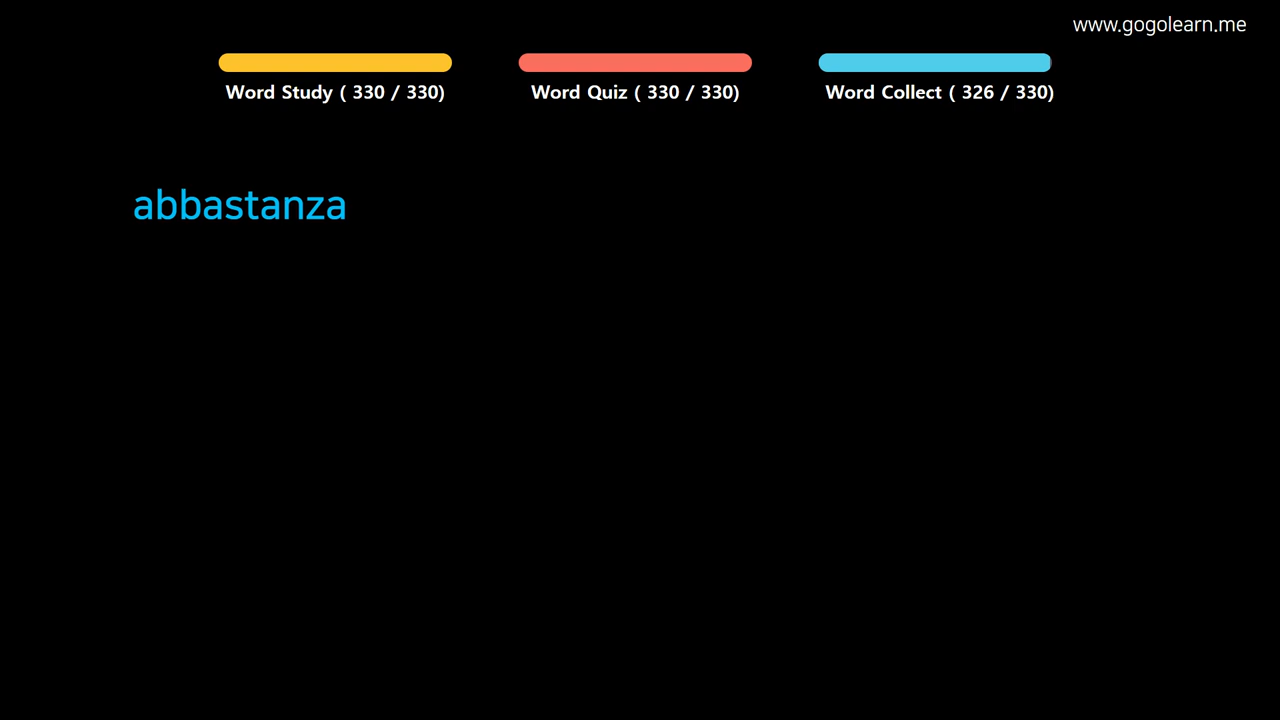 www.gogolearn.me
Word Study ( 330 / 330)
Word Quiz ( 330 / 330)
Word Collect ( 326 / 330)
abbastanza